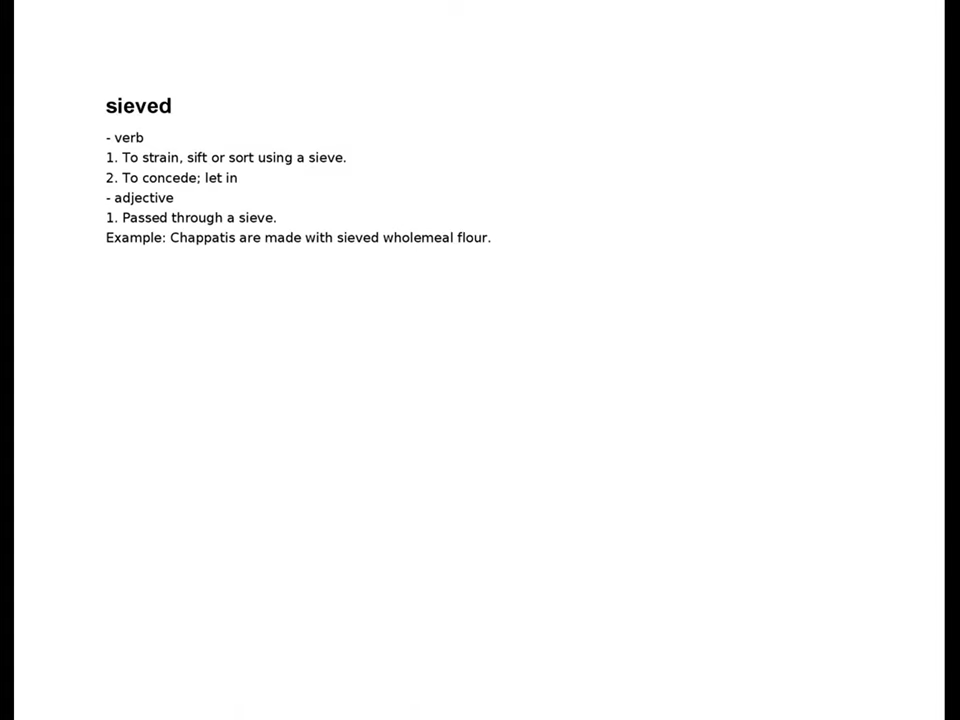 sieved
- verb
1. To strain, sift or sort using a sieve.
2. To concede; let in
- adjective
1. Passed through a sieve.
Example: Chappatis are made with sieved wholemeal flour.